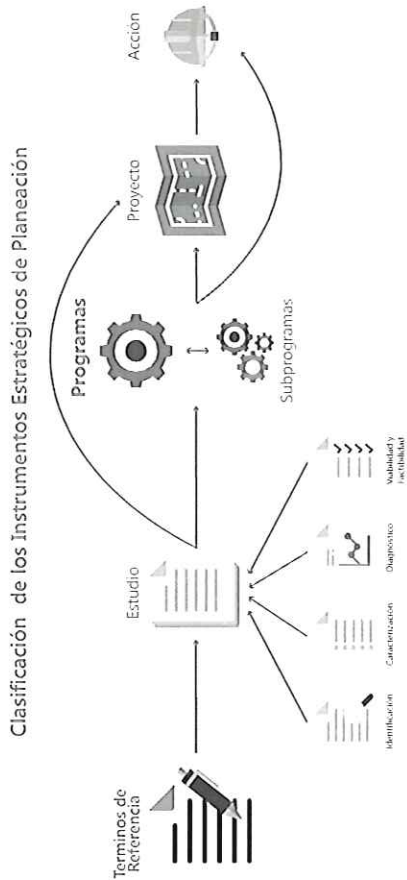 Clasificación de los Instrumentos Estratégicos de Planeación
Terminos de
Referencia
Estudio
Programas
Subprogramas
Proyecto
Acción
Identificación
Caracterización
Diagnóstico
Viabilidad y
Factibilidad